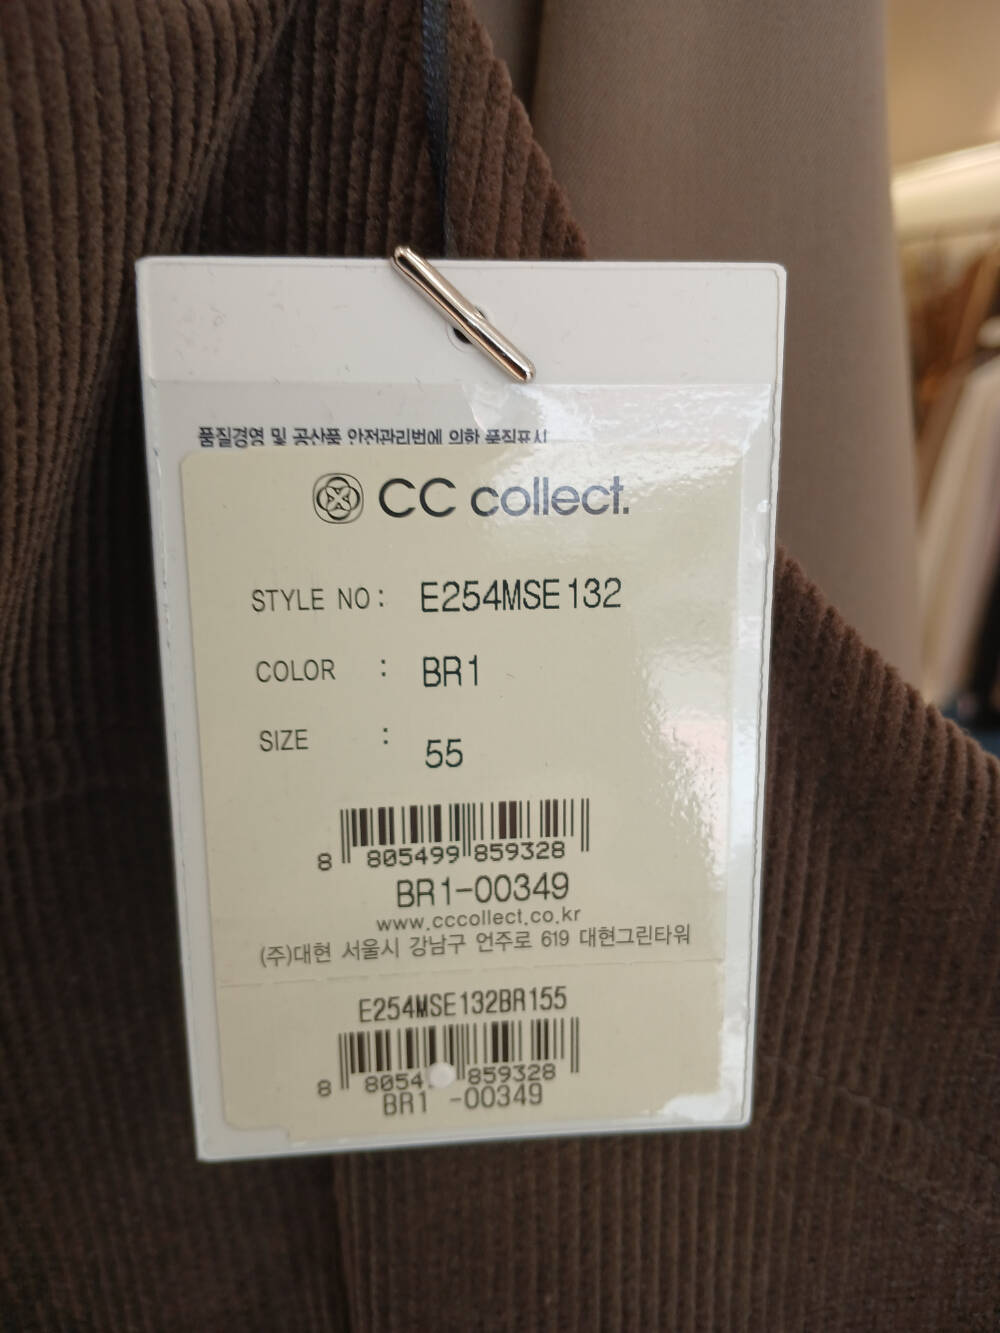 품질경영 및 공산품 안전관리법에 의한 품질표시
CC collect.
STYLE NO : E254MSE132
COLOR : BR1
SIZE : 55
8 805499 859328
BR1-00349
www.cccollect.co.kr
(주)대현 서울시 강남구 언주로 619 대현그린타워
E254MSE132BR155
8 8054 859328
BR1 -00349